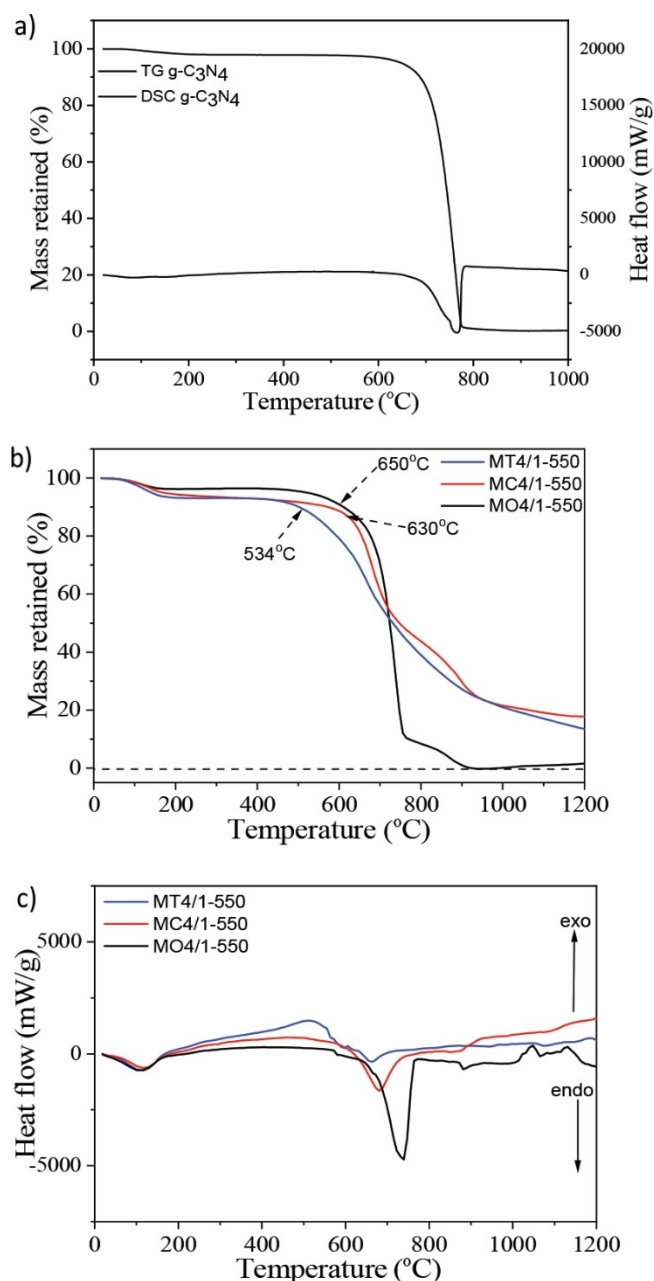 a)
100
80
60
40
20
0
Mass retained (%)
TG g-C₃N₄
DSC g-C₃N₄
20000
15000
10000
5000
0
-5000
Heat flow (mW/g)
0 200 400 600 800 1000
Temperature (°C)
b)
100
80
60
40
20
0
Mass retained (%)
650°C
630°C
534°C
MT4/1-550
MC4/1-550
MO4/1-550
0 200 400 600 800 1000 1200
Temperature (°C)
c)
5000
0
-5000
Heat flow (mW/g)
MT4/1-550
MC4/1-550
MO4/1-550
exo
endo
0 200 400 600 800 1000 1200
Temperature (°C)